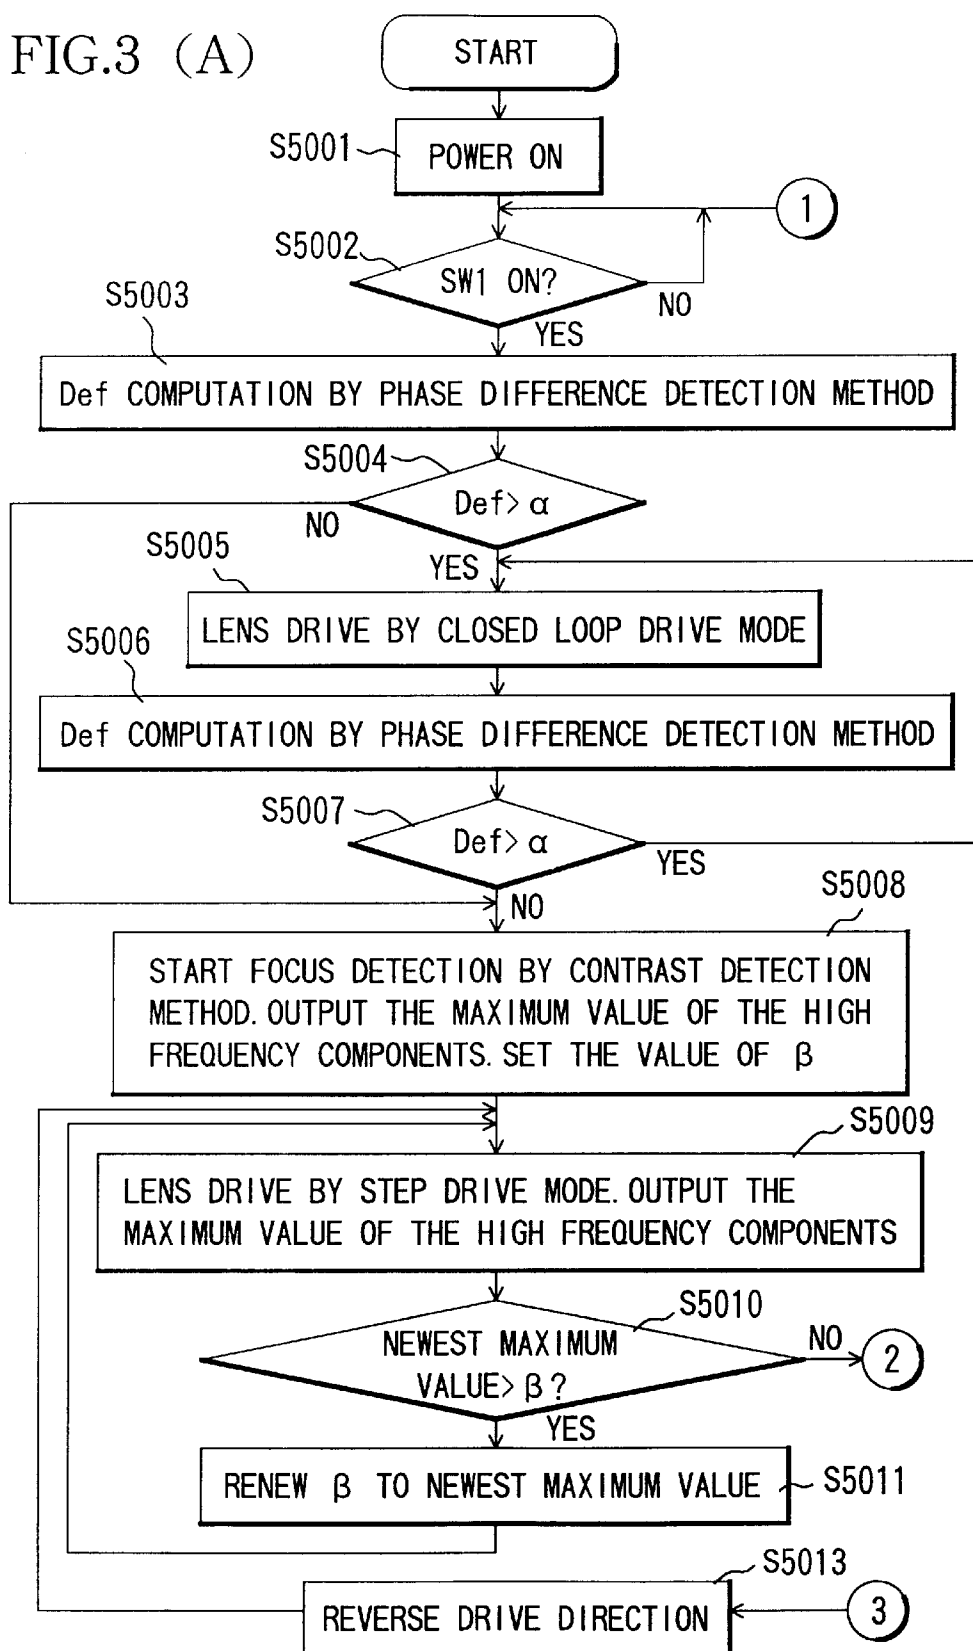 FIG.3 (A)
START
S5001
POWER ON
1
S5002
SW1 ON?
NO
YES
S5003
Def COMPUTATION BY PHASE DIFFERENCE DETECTION METHOD
S5004
Def> α
NO
YES
S5005
LENS DRIVE BY CLOSED LOOP DRIVE MODE
S5006
Def COMPUTATION BY PHASE DIFFERENCE DETECTION METHOD
S5007
Def> α
YES
NO
S5008
START FOCUS DETECTION BY CONTRAST DETECTION
METHOD. OUTPUT THE MAXIMUM VALUE OF THE HIGH
FREQUENCY COMPONENTS. SET THE VALUE OF β
S5009
LENS DRIVE BY STEP DRIVE MODE. OUTPUT THE
MAXIMUM VALUE OF THE HIGH FREQUENCY COMPONENTS
S5010
NEWEST MAXIMUM
VALUE> β?
NO
2
YES
RENEW β TO NEWEST MAXIMUM VALUE
S5011
S5013
REVERSE DRIVE DIRECTION
3